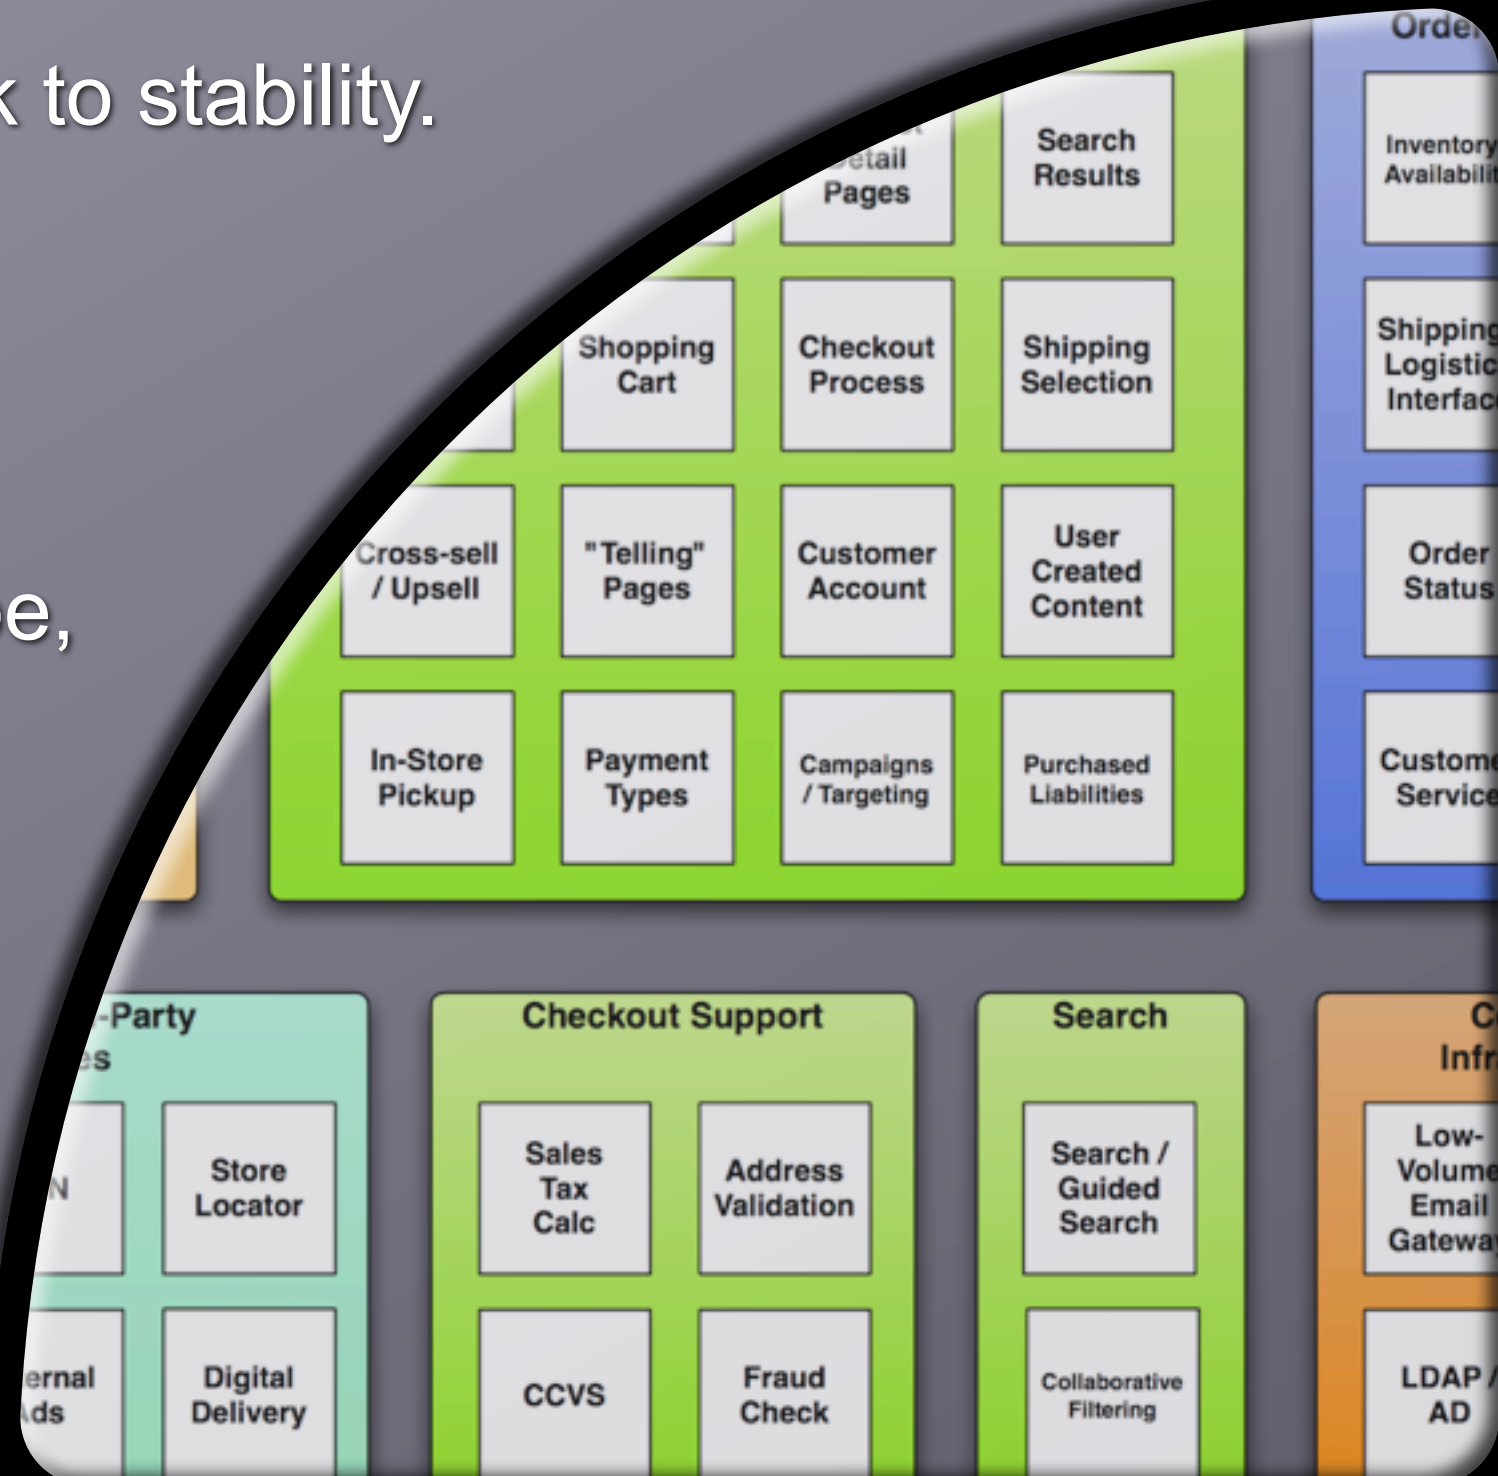 to stability.
Detail
Pages
Search
Results
Shopping
Cart
Checkout
Process
Shipping
Selection
Cross-sell
/ Upsell
"Telling"
Pages
Customer
Account
User
Created
Content
Order
Status
In-Store
Pickup
Payment
Types
Campaigns
/ Targeting
Purchased
Liabilities
-Party
Checkout Support
Search
Store
Locator
Sales
Tax
Calc
Address
Validation
Search /
Guided
Search
Low-
Volume
Email
Digital
Delivery
CCVS
Fraud
Check
Collaborative
Filtering
LDAP /
AD